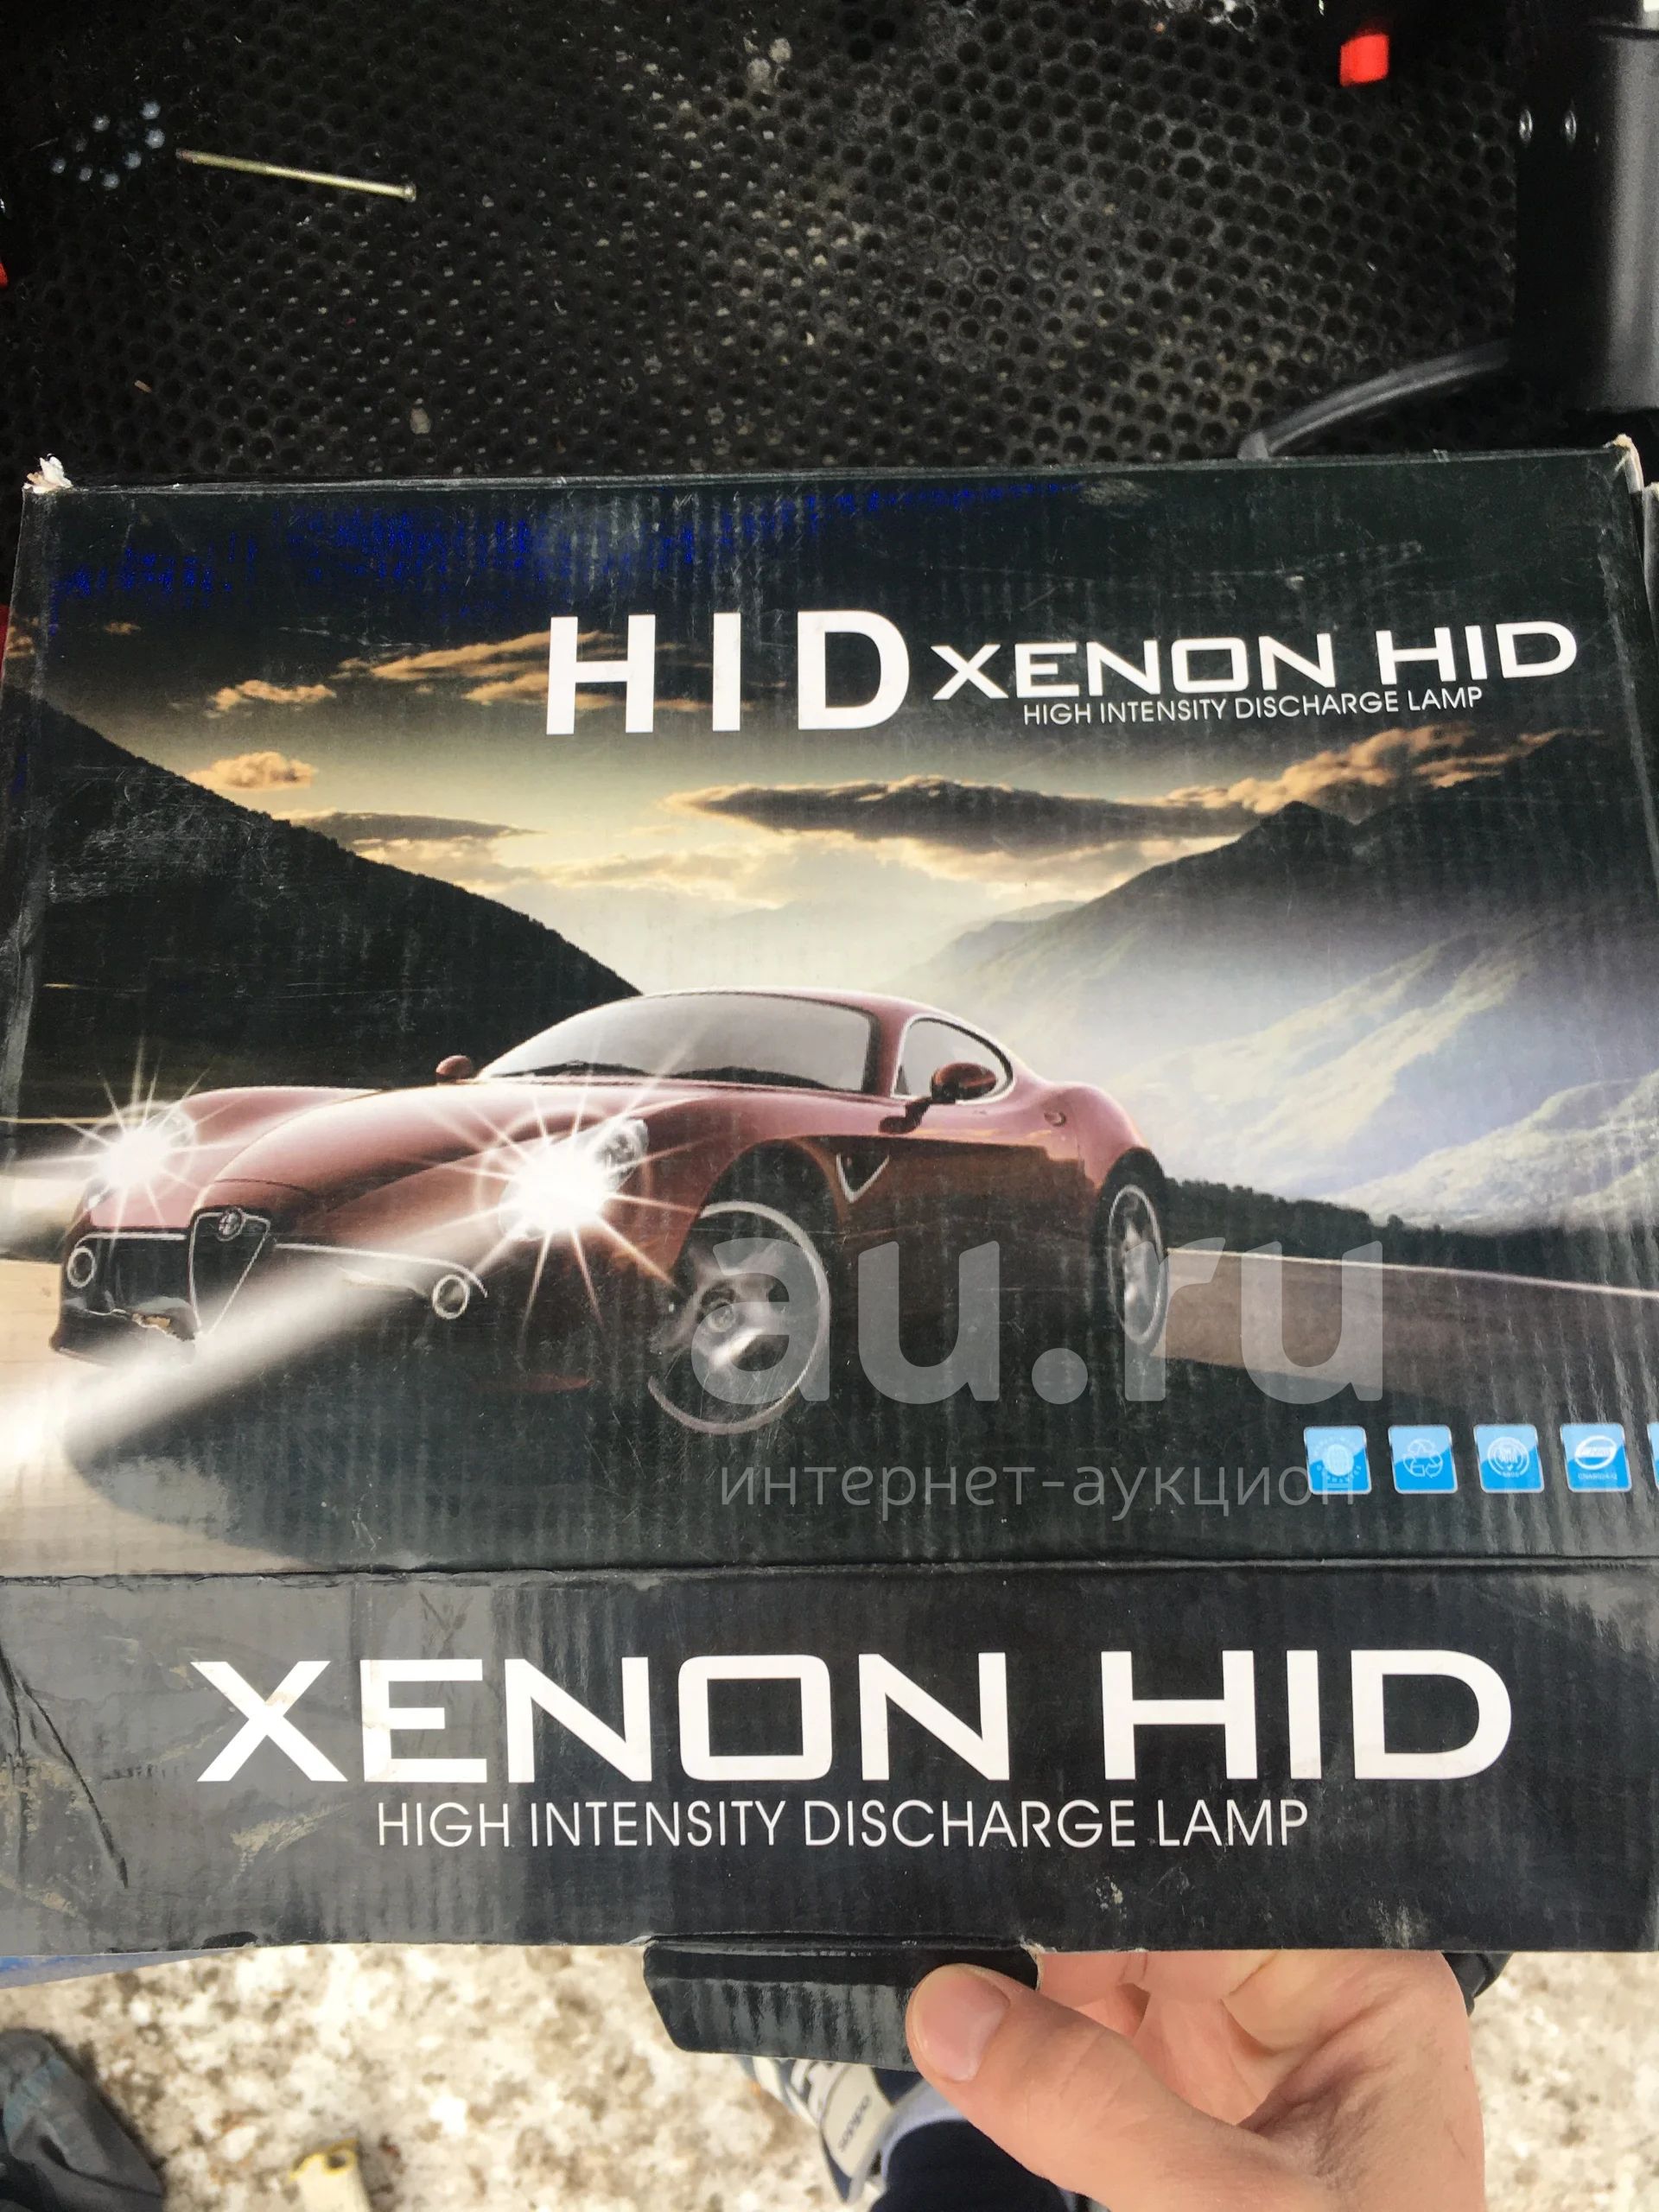 HID XENON HID
HIGH INTENSITY DISCHARGE LAMP
au.ru
интернет-аукцион
XENON HID
HIGH INTENSITY DISCHARGE LAMP